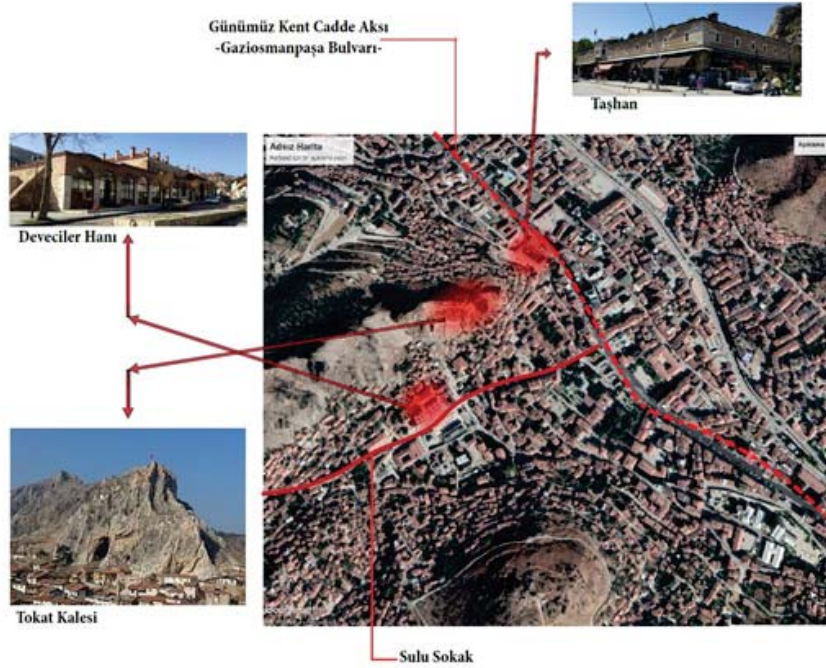 Günümüz Kent Cadde Aksı
-Gaziosmanpaşa Bulvarı-
Taşhan
Adsız Harita
Deveciler Hanı
Tokat Kalesi
Sulu Sokak